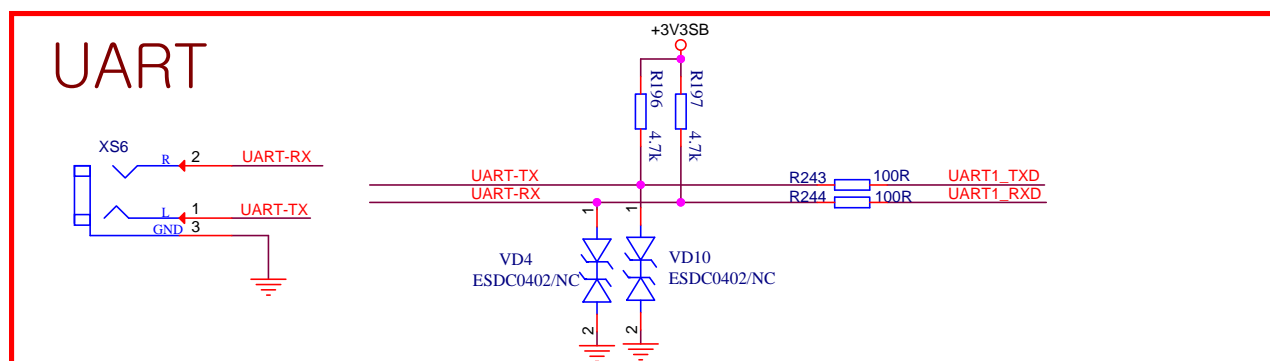 UART
+3V3SB
R196
R197
4.7k
4.7k
XS6
R
2
UART-RX
L
1
UART-TX
GND
3
UART-TX
R243
100R
UART1_TXD
UART-RX
R244
100R
UART1_RXD
1
1
VD4
ESDC0402/NC
VD10
ESDC0402/NC
2
2